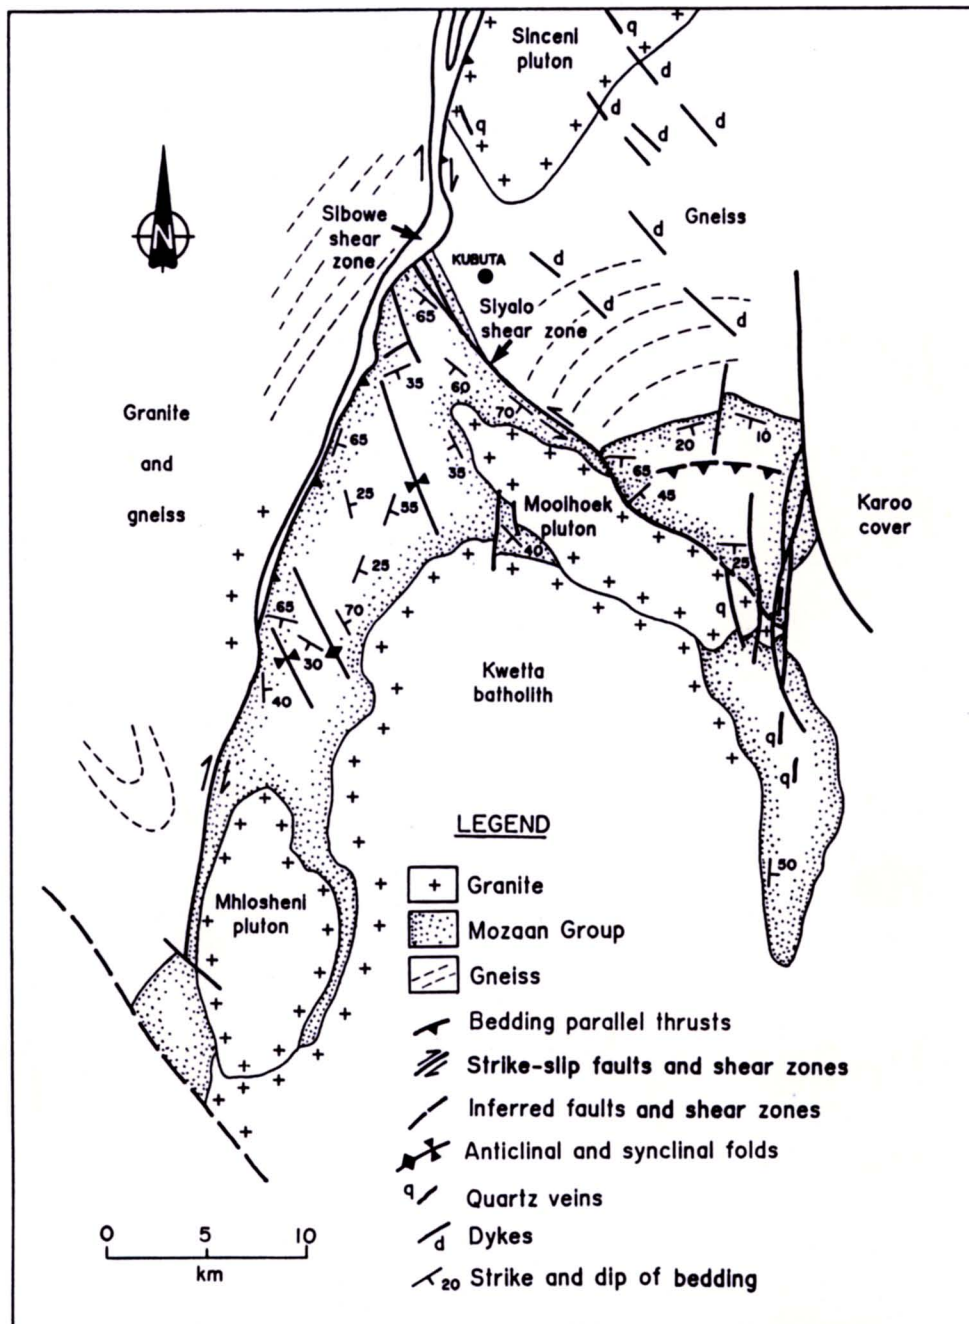 Sinceni
pluton
q
d
d
d
d
q
N
Sibowe
shear
zone
Gneiss
d
KUBUTA
d
d
d
Siyalo
shear zone
65
35
60
70
20
10
Granite
and
gneiss
65
35
65
45
25
55
Moolhoek
pluton
Karoo
cover
40
25
25
65
70
q
30
40
Kwetta
batholith
q
q
50
Mhlosheni
pluton
LEGEND
+ Granite
Mozaan Group
Gneiss
Bedding parallel thrusts
Strike-slip faults and shear zones
Inferred faults and shear zones
Anticlinal and synclinal folds
q Quartz veins
d Dykes
20 Strike and dip of bedding
0 5 10
km